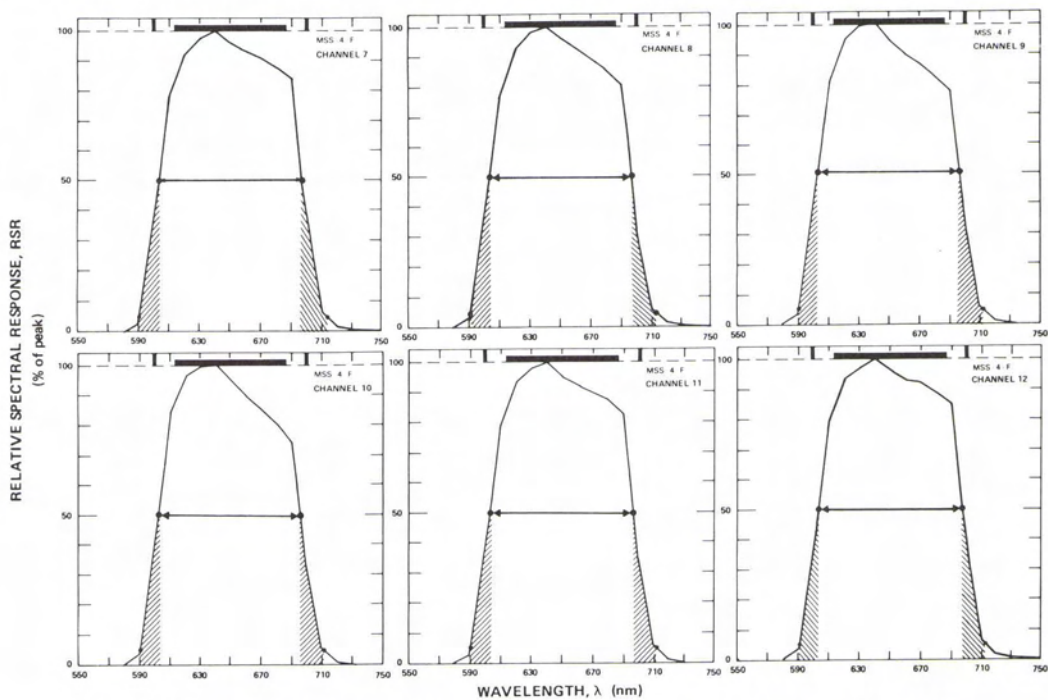 RELATIVE SPECTRAL RESPONSE, RSR
(% of peak)
100
50
0
MSS 4 F
CHANNEL 7
550 590 630 670 710 750
100
50
0
MSS 4 F
CHANNEL 8
550 590 630 670 710 750
100
50
0
MSS 4 F
CHANNEL 9
550 590 630 670 710 750
100
50
0
MSS 4 F
CHANNEL 10
550 590 630 670 710 750
100
50
0
MSS 4 F
CHANNEL 11
550 590 630 670 710 750
100
50
0
MSS 4 F
CHANNEL 12
550 590 630 670 710 750
WAVELENGTH, λ (nm)